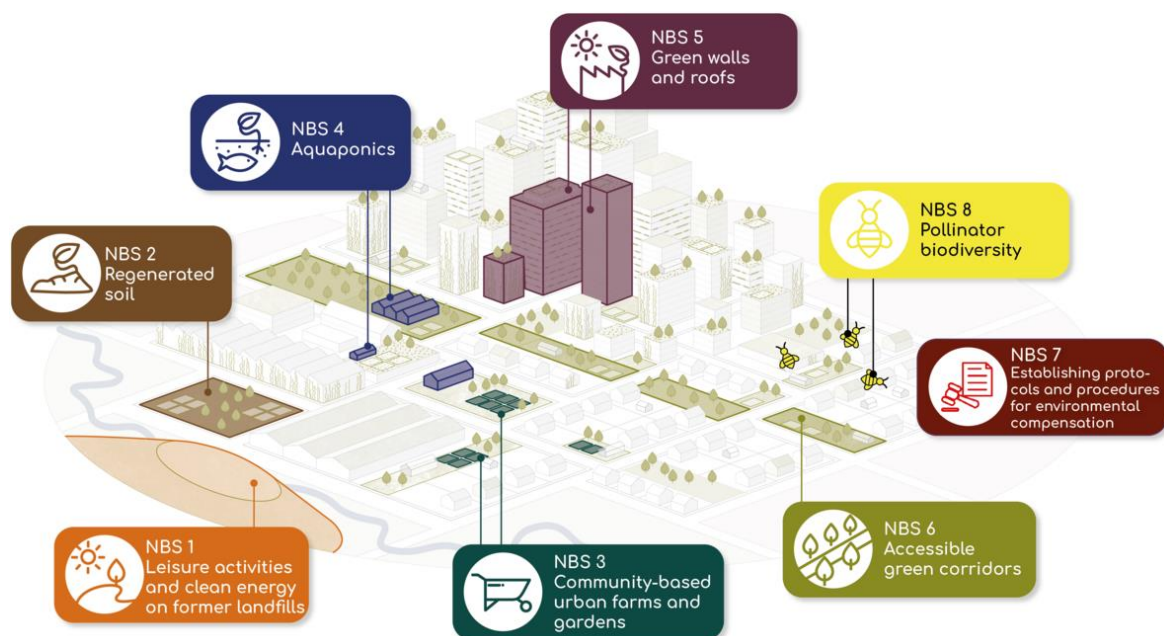 NBS 5
Green walls
and roofs
NBS 4
Aquaponics
NBS 8
Pollinator
biodiversity
NBS 2
Regenerated
soil
NBS 7
Establishing proto-
cols and procedures
for environmental
compensation
NBS 1
Leisure activities
and clean energy
on former landfills
NBS 3
Community-based
urban farms and
gardens
NBS 6
Accessible
green corridors